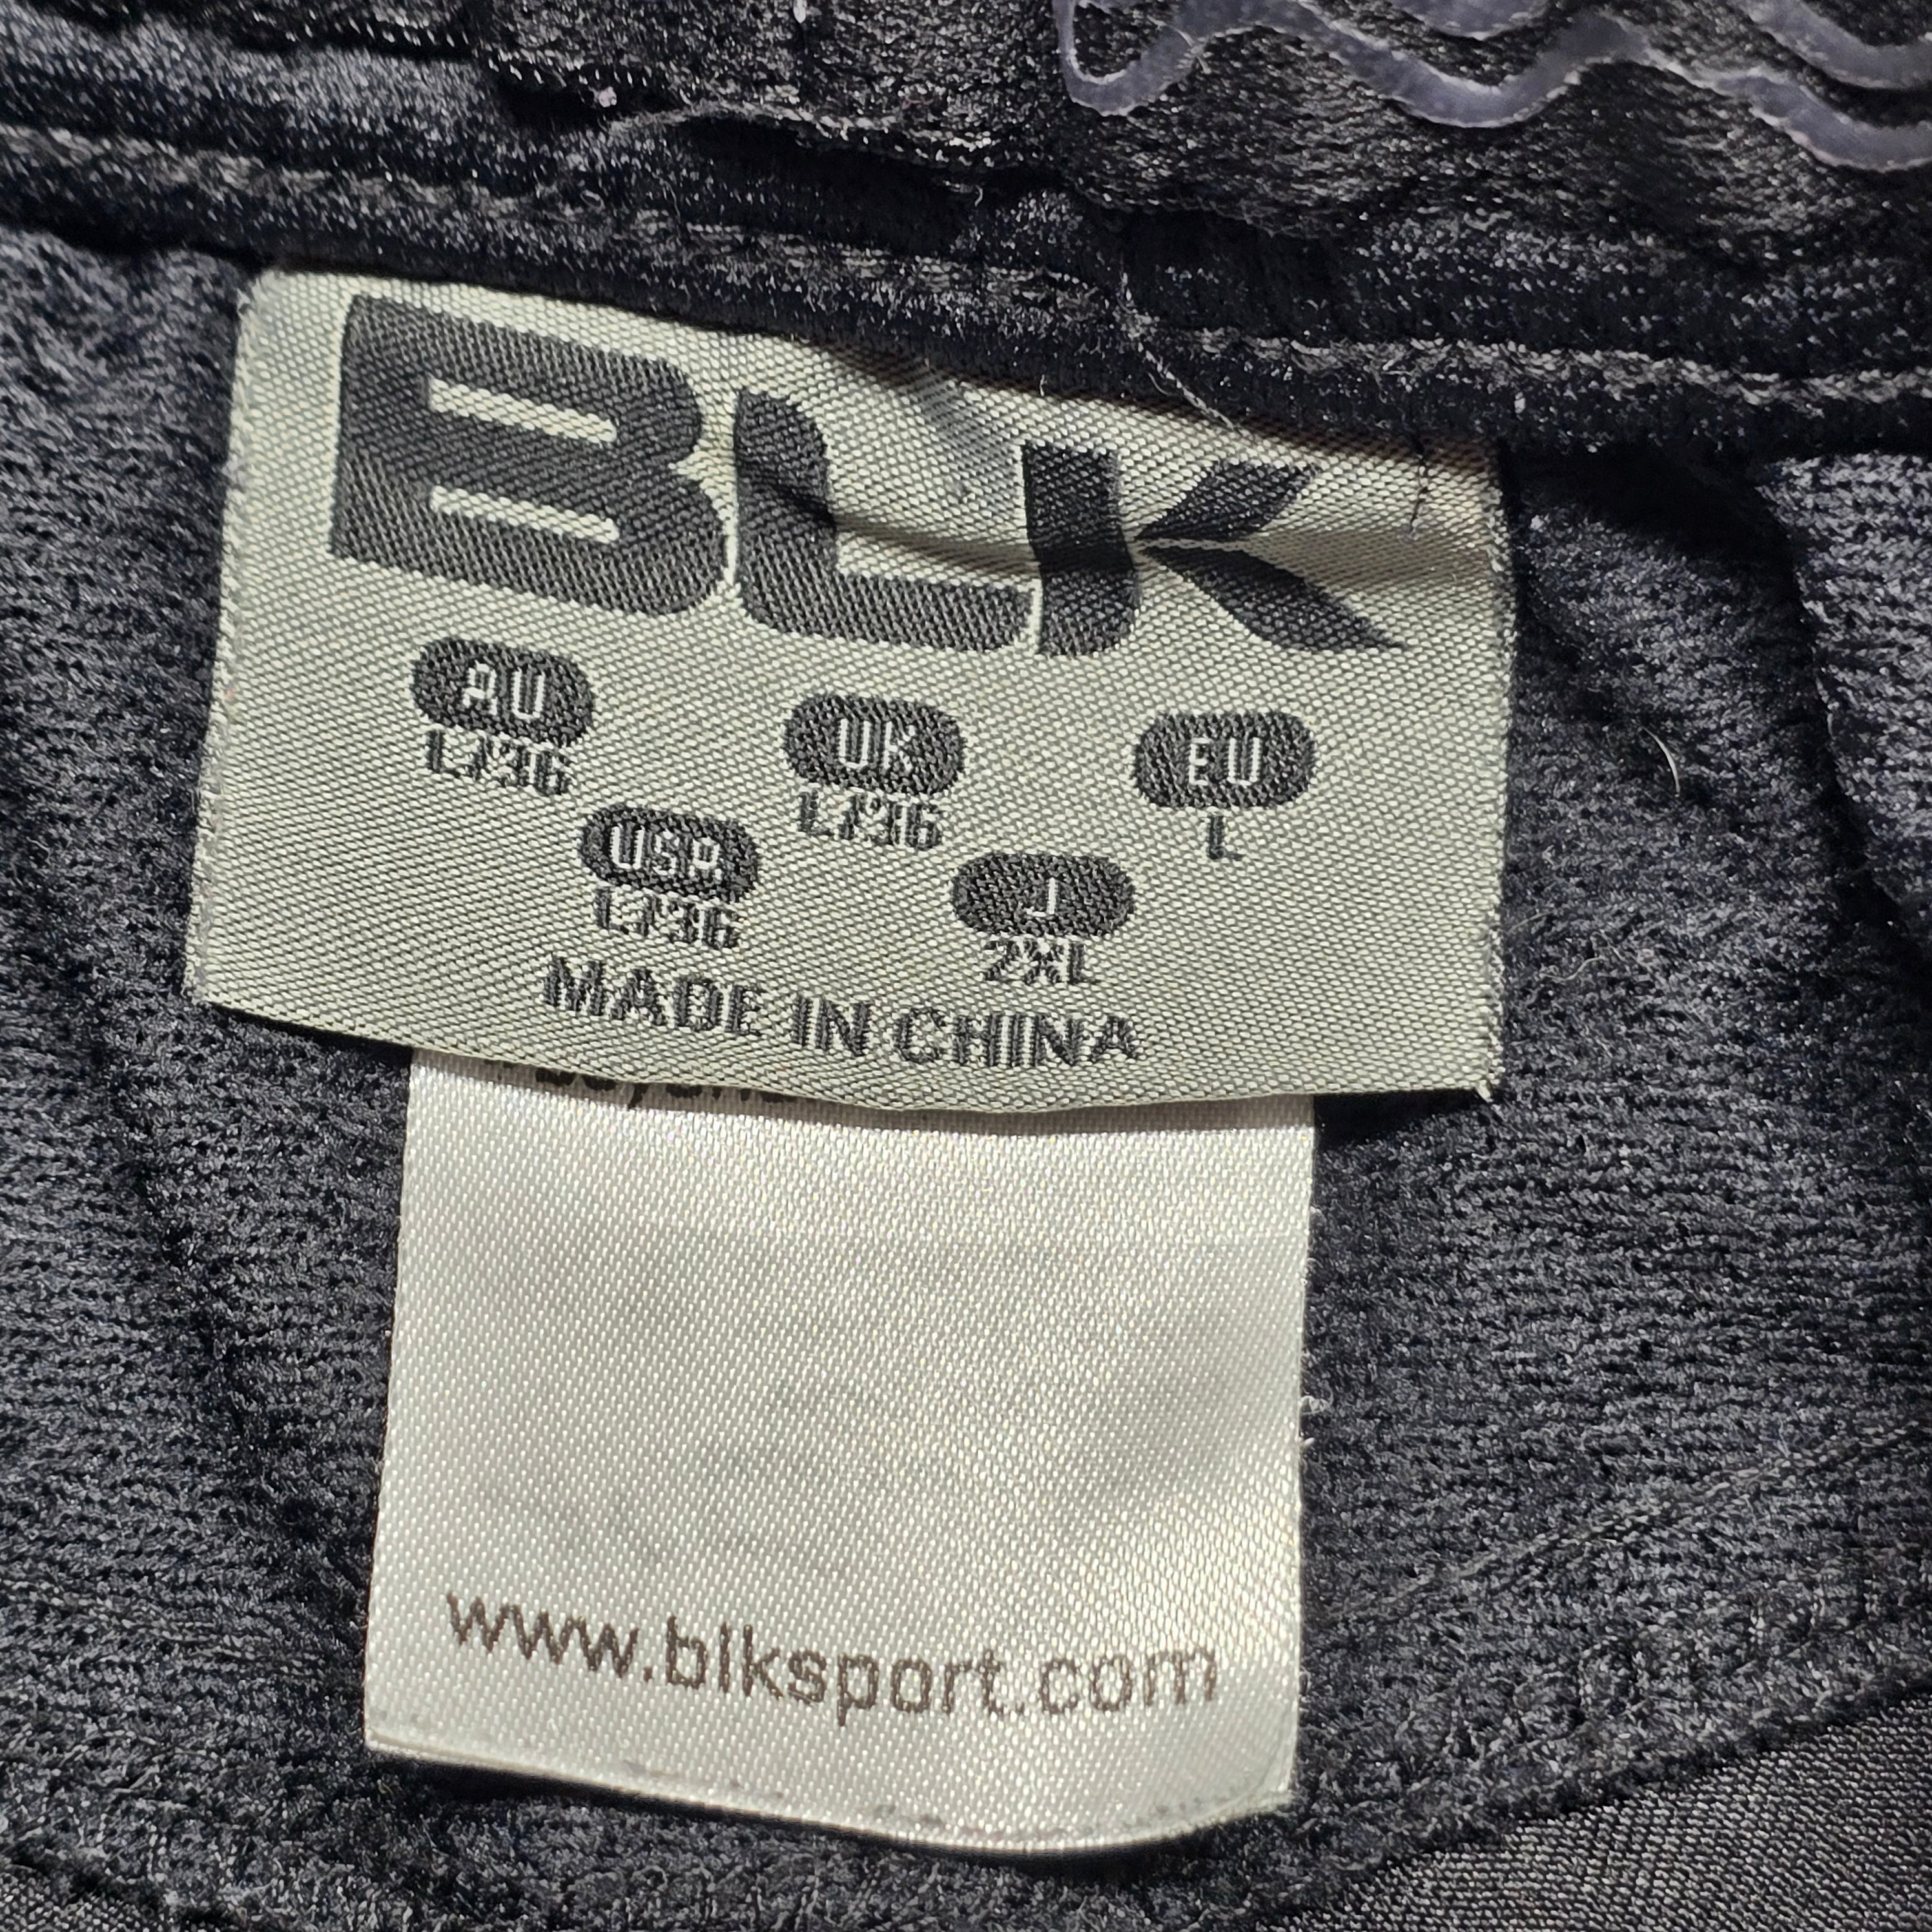 BLK
AU UK EU
L/36 L/36 L
USA J
L/36 2XL
MADE IN CHINA
www.blksport.com